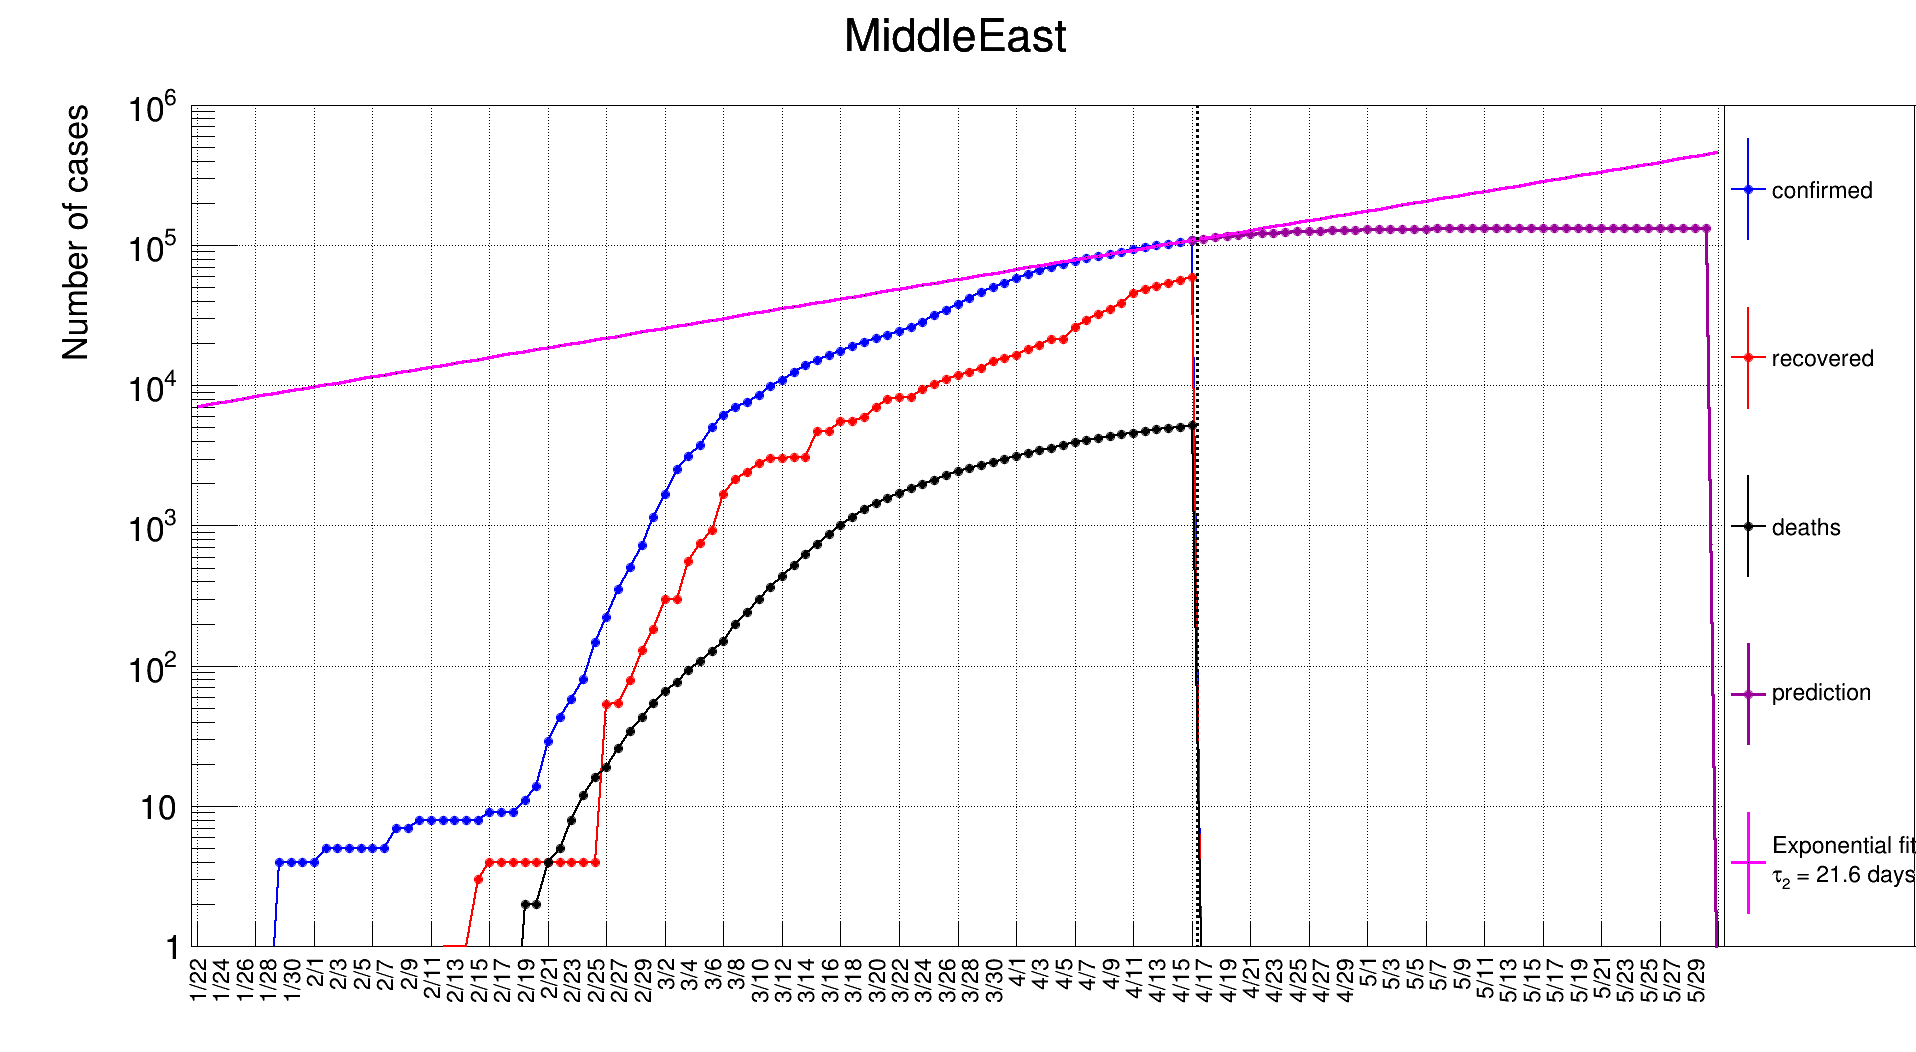 MiddleEast
Number of cases
10^6
10^5
10^4
10^3
10^2
10
1
1/22 1/24 1/26 1/28 1/30 2/1 2/3 2/5 2/7 2/9 2/11 2/13 2/15 2/17 2/19 2/21 2/23 2/25 2/27 2/29 3/2 3/4 3/6 3/8 3/10 3/12 3/14 3/16 3/18 3/20 3/22 3/24 3/26 3/28 3/30 4/1 4/3 4/5 4/7 4/9 4/11 4/13 4/15 4/17 4/19 4/21 4/23 4/25 4/27 4/29 5/1 5/3 5/5 5/7 5/9 5/11 5/13 5/15 5/17 5/19 5/21 5/23 5/25 5/27 5/29
confirmed
recovered
deaths
prediction
Exponential fit
τ₂ = 21.6 days